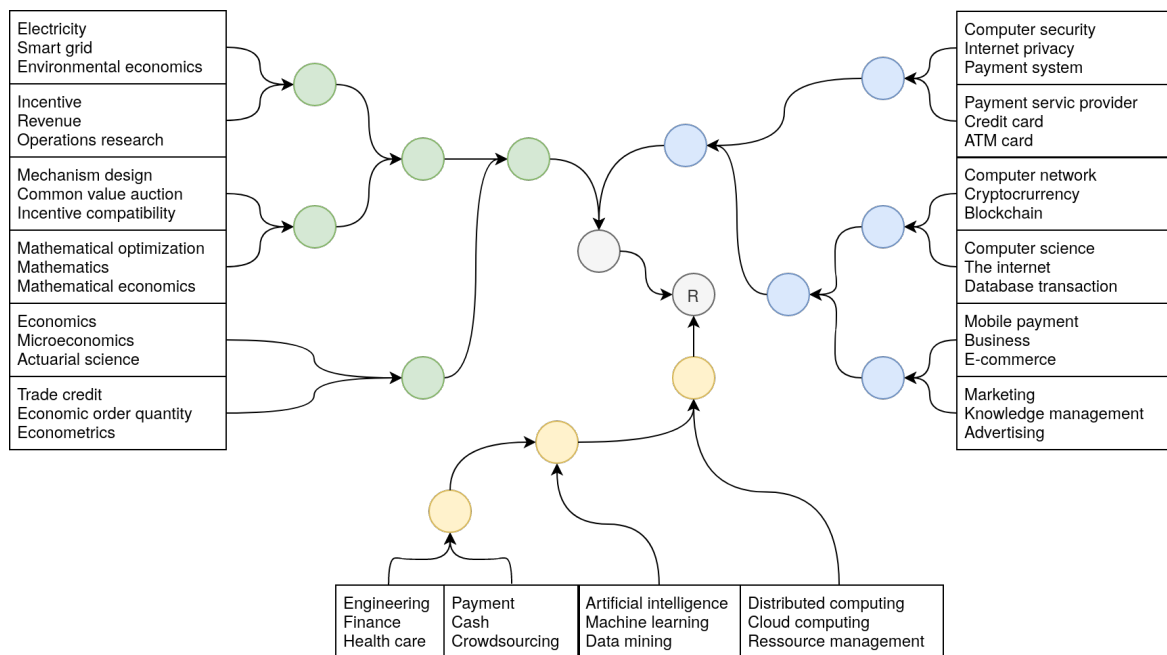 Electricity
Smart grid
Environmental economics
Incentive
Revenue
Operations research
Mechanism design
Common value auction
Incentive compatibility
Mathematical optimization
Mathematics
Mathematical economics
Economics
Microeconomics
Actuarial science
Trade credit
Economic order quantity
Econometrics
R
Computer security
Internet privacy
Payment system
Payment servic provider
Credit card
ATM card
Computer network
Cryptocurrency
Blockchain
Computer science
The internet
Database transaction
Mobile payment
Business
E-commerce
Marketing
Knowledge management
Advertising
Engineering
Finance
Health care
Payment
Cash
Crowdsourcing
Artificial intelligence
Machine learning
Data mining
Distributed computing
Cloud computing
Ressource management